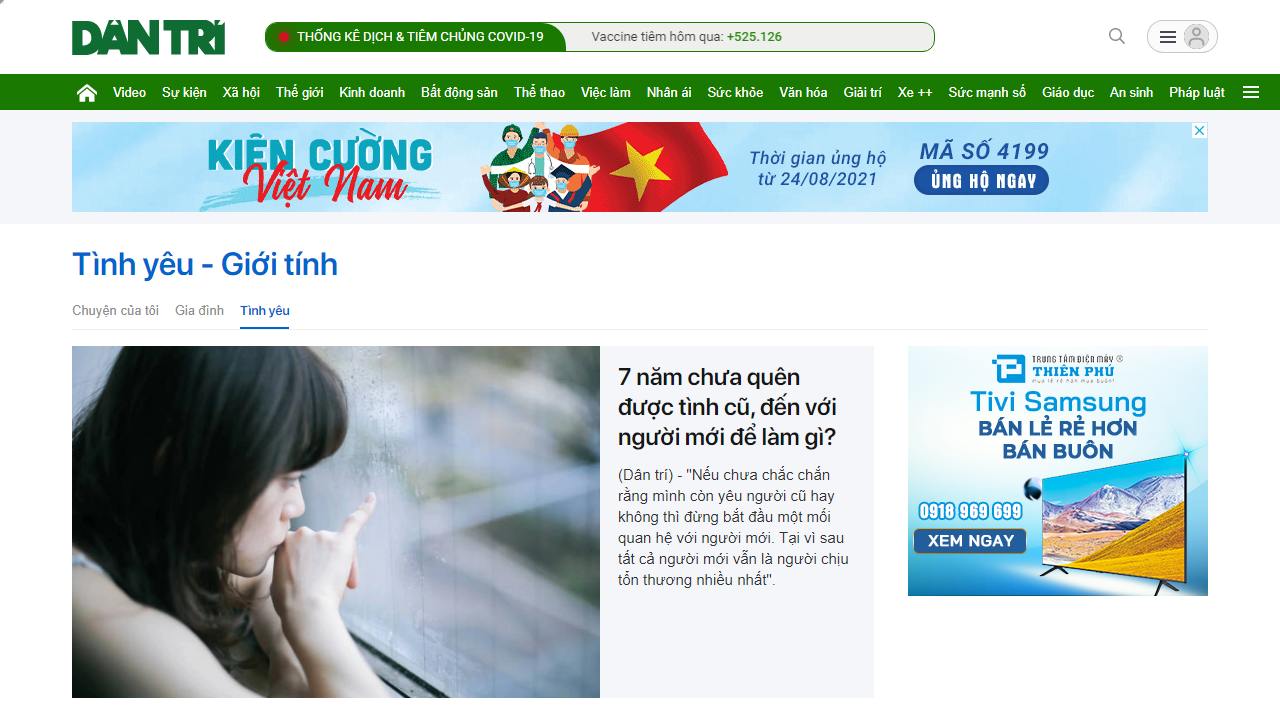 DÂN TRÍ
THỐNG KÊ DỊCH & TIÊM CHỦNG COVID-19
Vaccine tiêm hôm qua: +525.126
Video Sự kiện Xã hội Thế giới Kinh doanh Bất động sản Thể thao Việc làm Nhân ái Sức khỏe Văn hóa Giải trí Xe ++ Sức mạnh số Giáo dục An sinh Pháp luật
KIÊN CƯỜNG
Việt Nam
Thời gian ủng hộ
từ 24/08/2021
MÃ SỐ 4199
ỦNG HỘ NGAY
Tình yêu - Giới tính
Chuyện của tôi Gia đình Tình yêu
7 năm chưa quên
được tình cũ, đến với
người mới để làm gì?
(Dân trí) - "Nếu chưa chắc chắn
rằng mình còn yêu người cũ hay
không thì đừng bắt đầu một mối
quan hệ với người mới. Tại vì sau
tất cả người mới vẫn là người chịu
tổn thương nhiều nhất".
TRUNG TÂM ĐIỆN MÁY ®
THIÊN PHÚ
mua lẻ rẻ hơn mua buôn!
Tivi Samsung
BÁN LẺ RẺ HƠN
BÁN BUÔN
0918 969 699
XEM NGAY